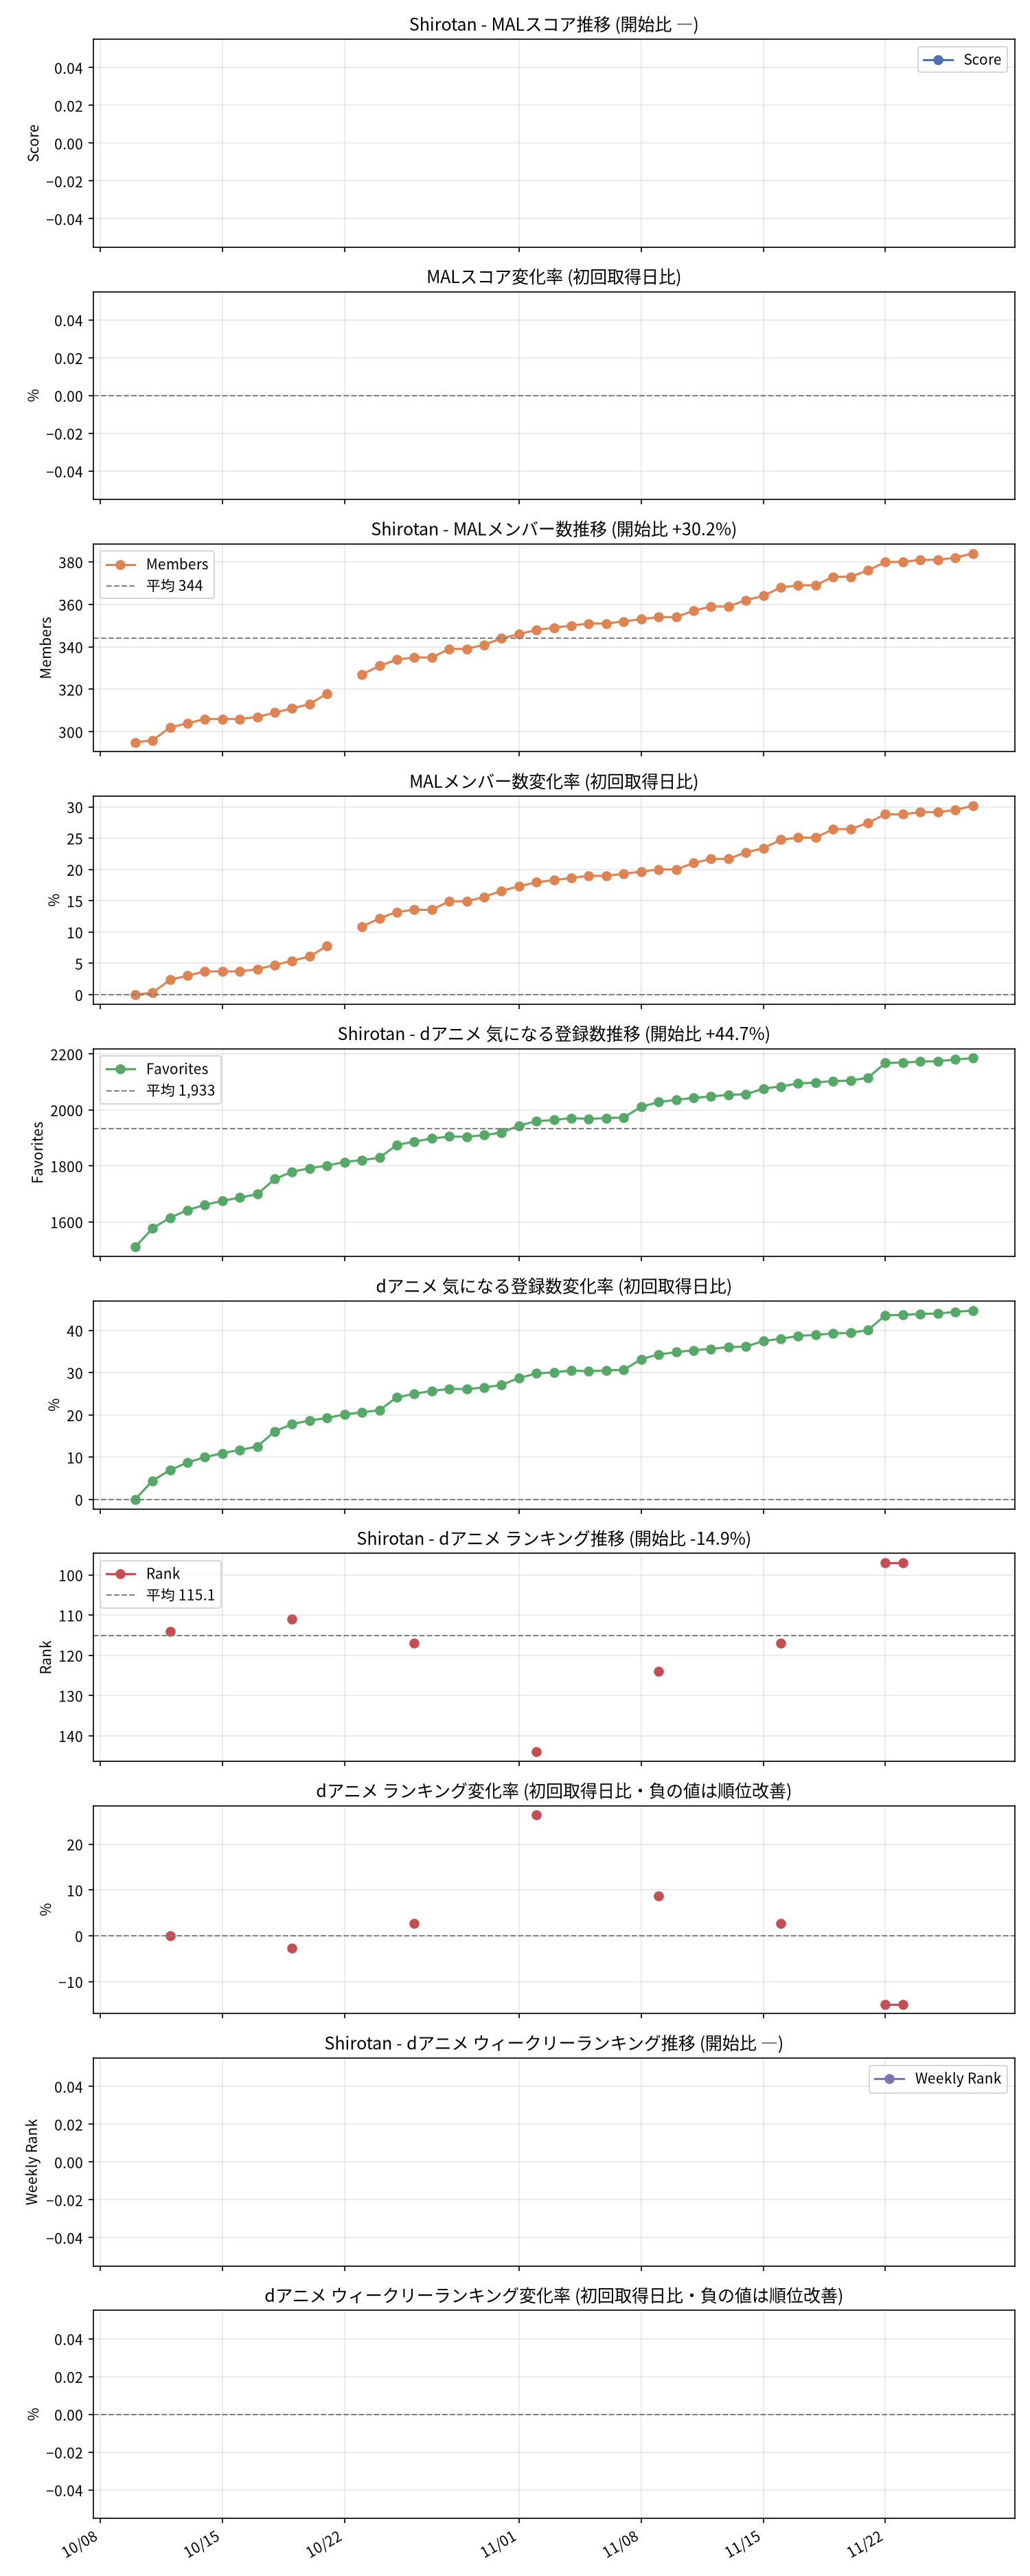 Shirotan - MALスコア推移 (開始比 —)
Score
0.04
0.02
0.00
−0.02
−0.04
Score
MALスコア変化率 (初回取得日比)
0.04
0.02
0.00
−0.02
−0.04
%
Shirotan - MALメンバー数推移 (開始比 +30.2%)
Members
平均 344
380
360
340
320
300
Members
MALメンバー数変化率 (初回取得日比)
30
25
20
15
10
5
0
%
Shirotan - dアニメ 気になる登録数推移 (開始比 +44.7%)
Favorites
平均 1,933
2200
2000
1800
1600
Favorites
dアニメ 気になる登録数変化率 (初回取得日比)
40
30
20
10
0
%
Shirotan - dアニメ ランキング推移 (開始比 -14.9%)
Rank
平均 115.1
100
110
120
130
140
Rank
dアニメ ランキング変化率 (初回取得日比・負の値は順位改善)
20
10
0
−10
%
Shirotan - dアニメ ウィークリーランキング推移 (開始比 —)
Weekly Rank
0.04
0.02
0.00
−0.02
−0.04
Weekly Rank
dアニメ ウィークリーランキング変化率 (初回取得日比・負の値は順位改善)
0.04
0.02
0.00
−0.02
−0.04
%
10/08
10/15
10/22
11/01
11/08
11/15
11/22